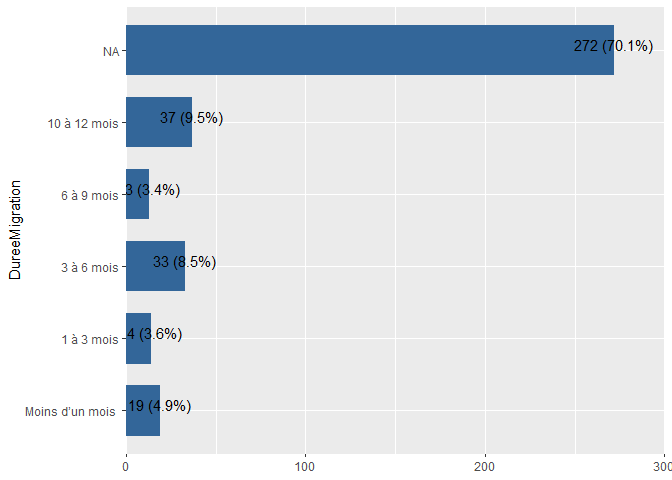 NA
272 (70.1%)
10 à 12 mois
37 (9.5%)
6 à 9 mois
3 (3.4%)
3 à 6 mois
33 (8.5%)
1 à 3 mois
4 (3.6%)
Moins d'un mois
19 (4.9%)
DureeMigration
0
100
200
300